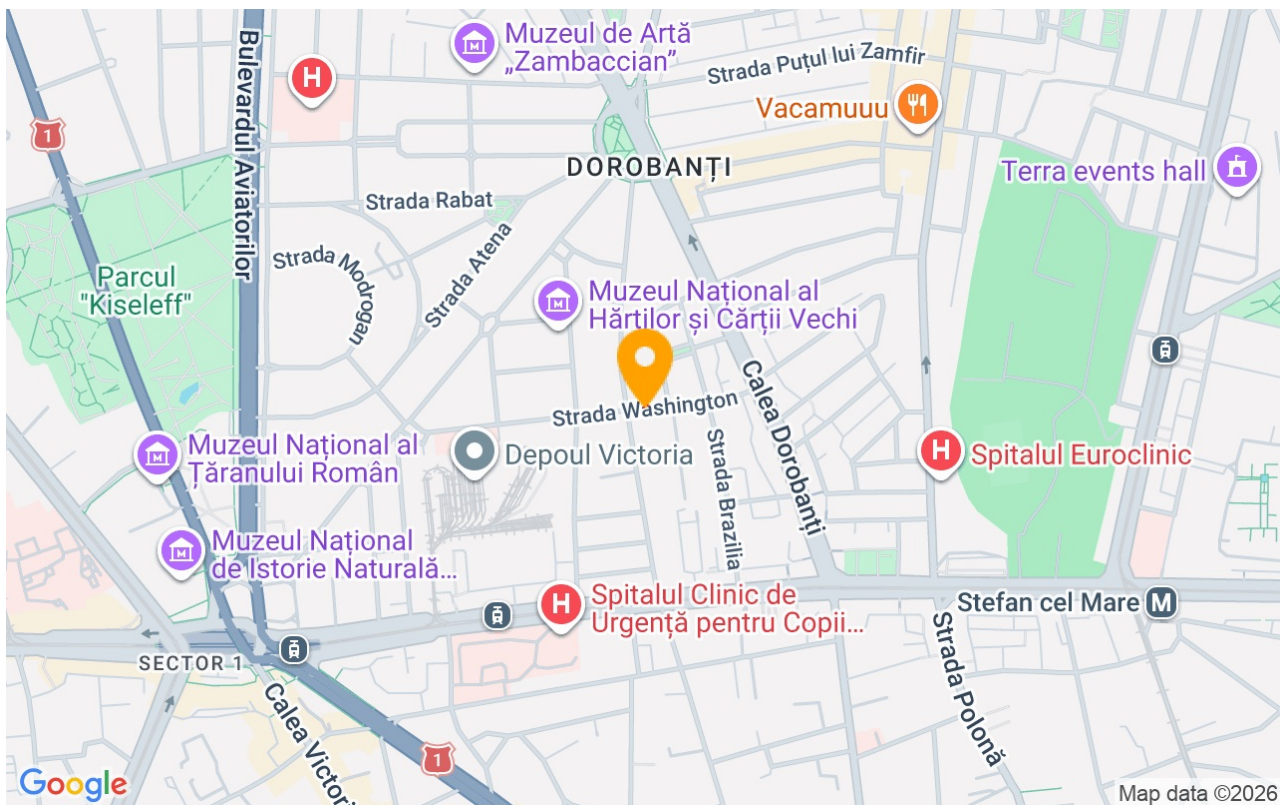 Muzeul de Artă
„Zambaccian”
Strada Puțul lui Zamfir
Bulevardul Aviatorilor
H
Vacamuuu
1
DOROBANȚI
Terra events hall
Strada Rabat
Strada Atena
Strada Modrogan
Parcul
"Kiseleff"
Muzeul Național al
Hărților și Cărții Vechi
Calea Dorobanți
Strada Washington
Strada Brazilia
Muzeul Național al
Țăranului Român
Depoul Victoria
H
Spitalul Euroclinic
Muzeul Național
de Istorie Naturală...
H
Spitalul Clinic de
Urgență pentru Copii...
Stefan cel Mare M
Strada Polonă
SECTOR 1
Calea Victori
1
Google
Map data ©2026